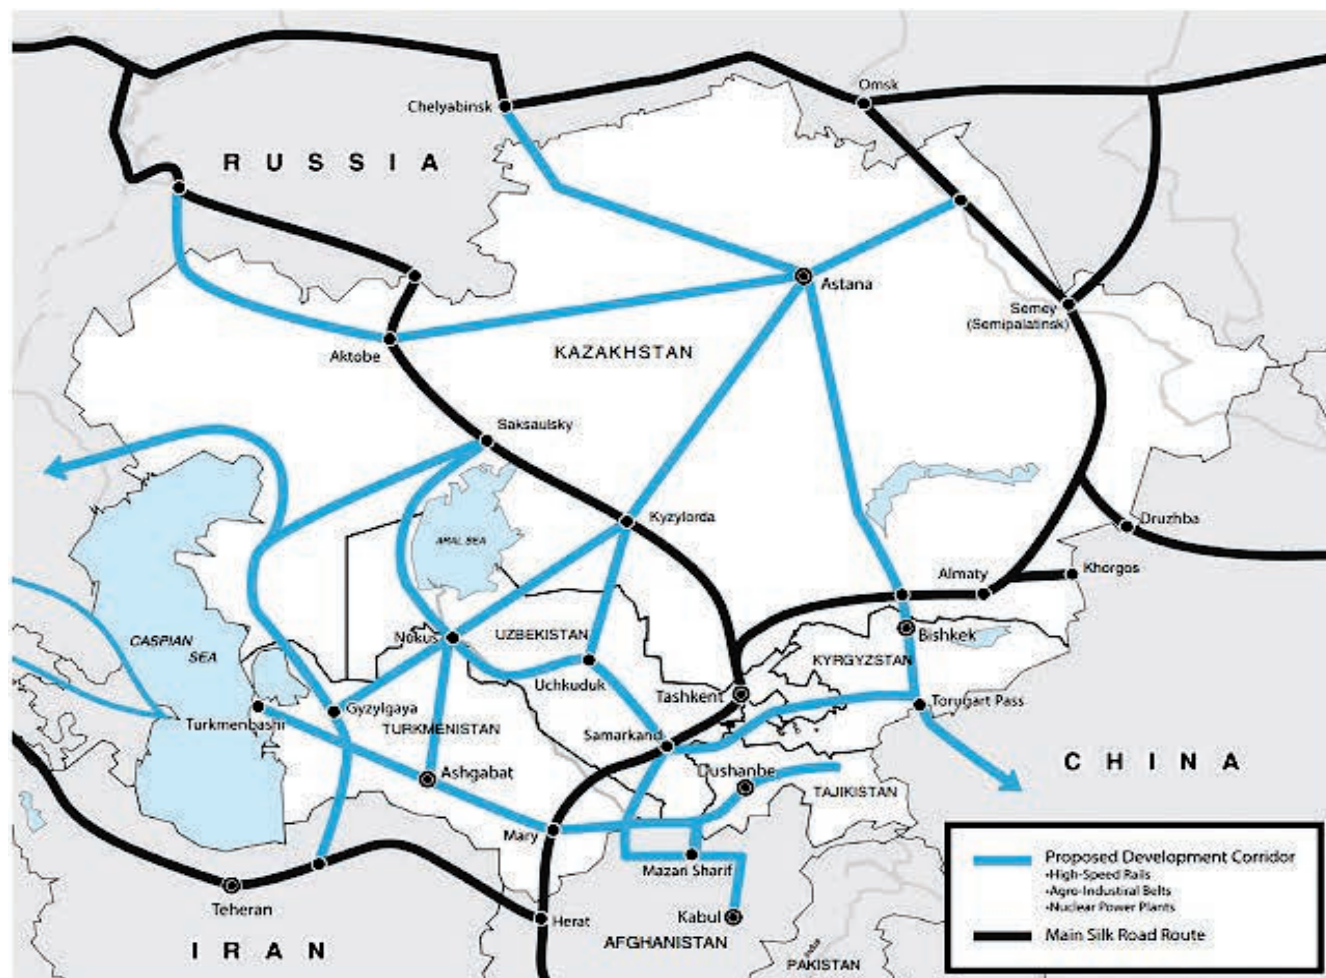 Omsk
Chelyabinsk
RUSSIA
Astana
Semey
(Semipalatinsk)
KAZAKHSTAN
Aktobe
Saksaulsky
Kyzylorda
Druzhba
ARAL SEA
Almaty
Khorgos
CASPIAN
SEA
Nokus
UZBEKISTAN
Bishkek
KYRGYZSTAN
Uchkuduk
Tashkent
Torugart Pass
Gyzylgaya
Turkmenbashi
TURKMENISTAN
Samarkand
CHINA
Ashgabat
Dushanbe
TAJIKISTAN
Mary
Mazari Sharif
Teheran
Herat
Kabul
IRAN
AFGHANISTAN
Indus
PAKISTAN
Proposed Development Corridor
•High-Speed Rails
•Agro-Industiral Belts
•Nuclear Power Plants
Main Silk Road Route